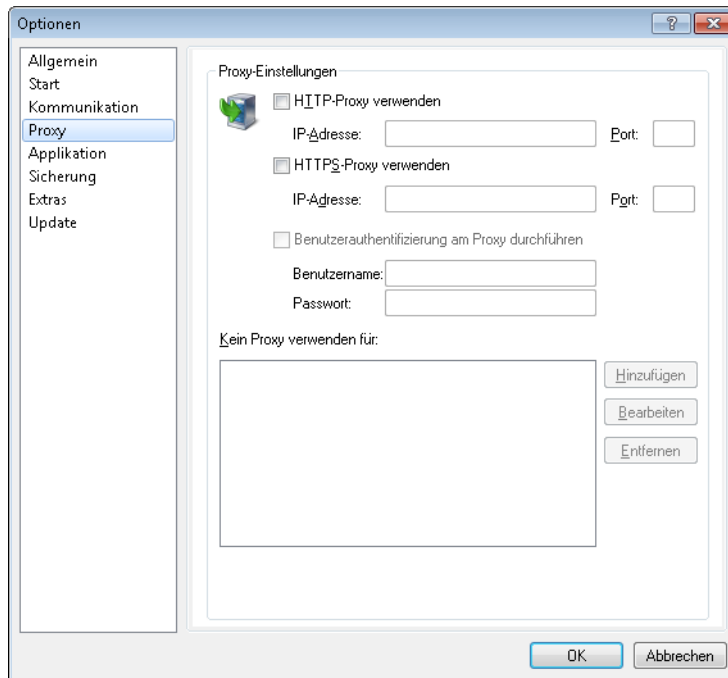 Optionen
Allgemein
Start
Kommunikation
Proxy
Applikation
Sicherung
Extras
Update
Proxy-Einstellungen
HTTP-Proxy verwenden
IP-Adresse:
Port:
HTTPS-Proxy verwenden
IP-Adresse:
Port:
Benutzerauthentifizierung am Proxy durchführen
Benutzername:
Passwort:
Kein Proxy verwenden für:
Hinzufügen
Bearbeiten
Entfernen
OK
Abbrechen